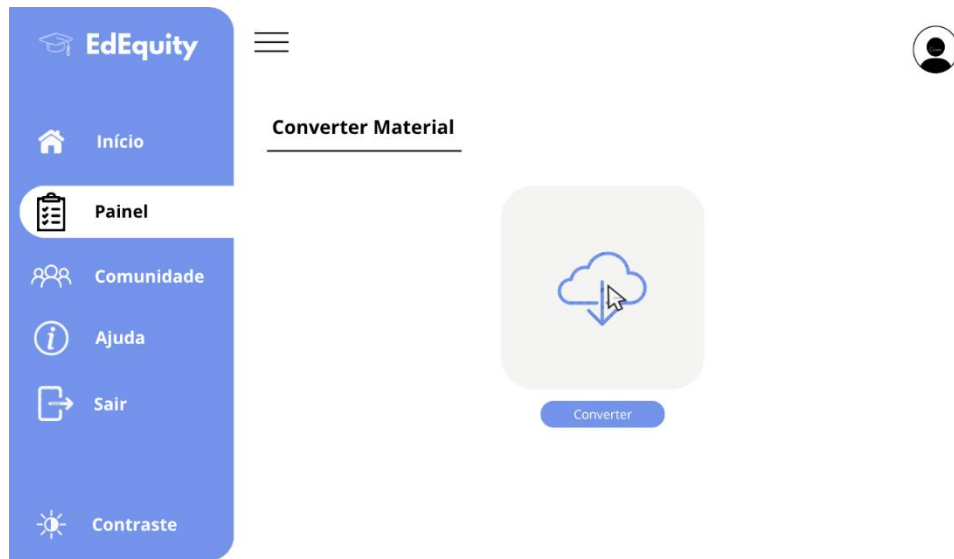 EdEquity
Início
Painel
Comunidade
Ajuda
Sair
Contraste
Converter Material
Converter